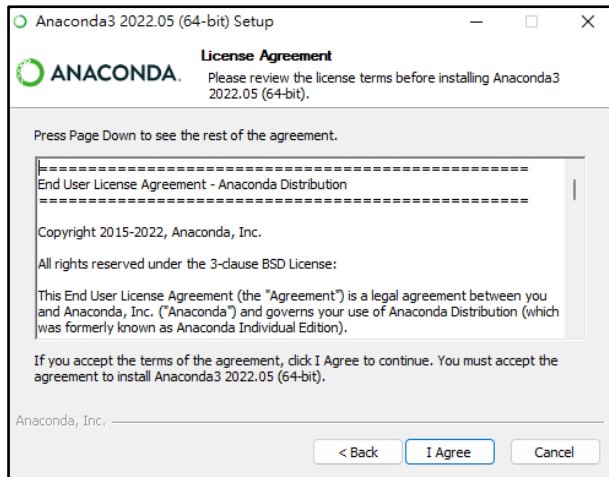 Anaconda3 2022.05 (64-bit) Setup
ANACONDA.
License Agreement
Please review the license terms before installing Anaconda3
2022.05 (64-bit).
Press Page Down to see the rest of the agreement.
====================================================
End User License Agreement - Anaconda Distribution
====================================================
Copyright 2015-2022, Anaconda, Inc.
All rights reserved under the 3-clause BSD License:
This End User License Agreement (the "Agreement") is a legal agreement between you
and Anaconda, Inc. ("Anaconda") and governs your use of Anaconda Distribution (which
was formerly known as Anaconda Individual Edition).
If you accept the terms of the agreement, click I Agree to continue. You must accept the
agreement to install Anaconda3 2022.05 (64-bit).
Anaconda, Inc.
< Back
I Agree
Cancel